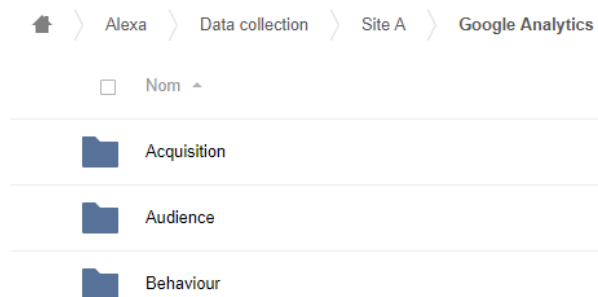 Alexa Data collection Site A Google Analytics
Nom
Acquisition
Audience
Behaviour